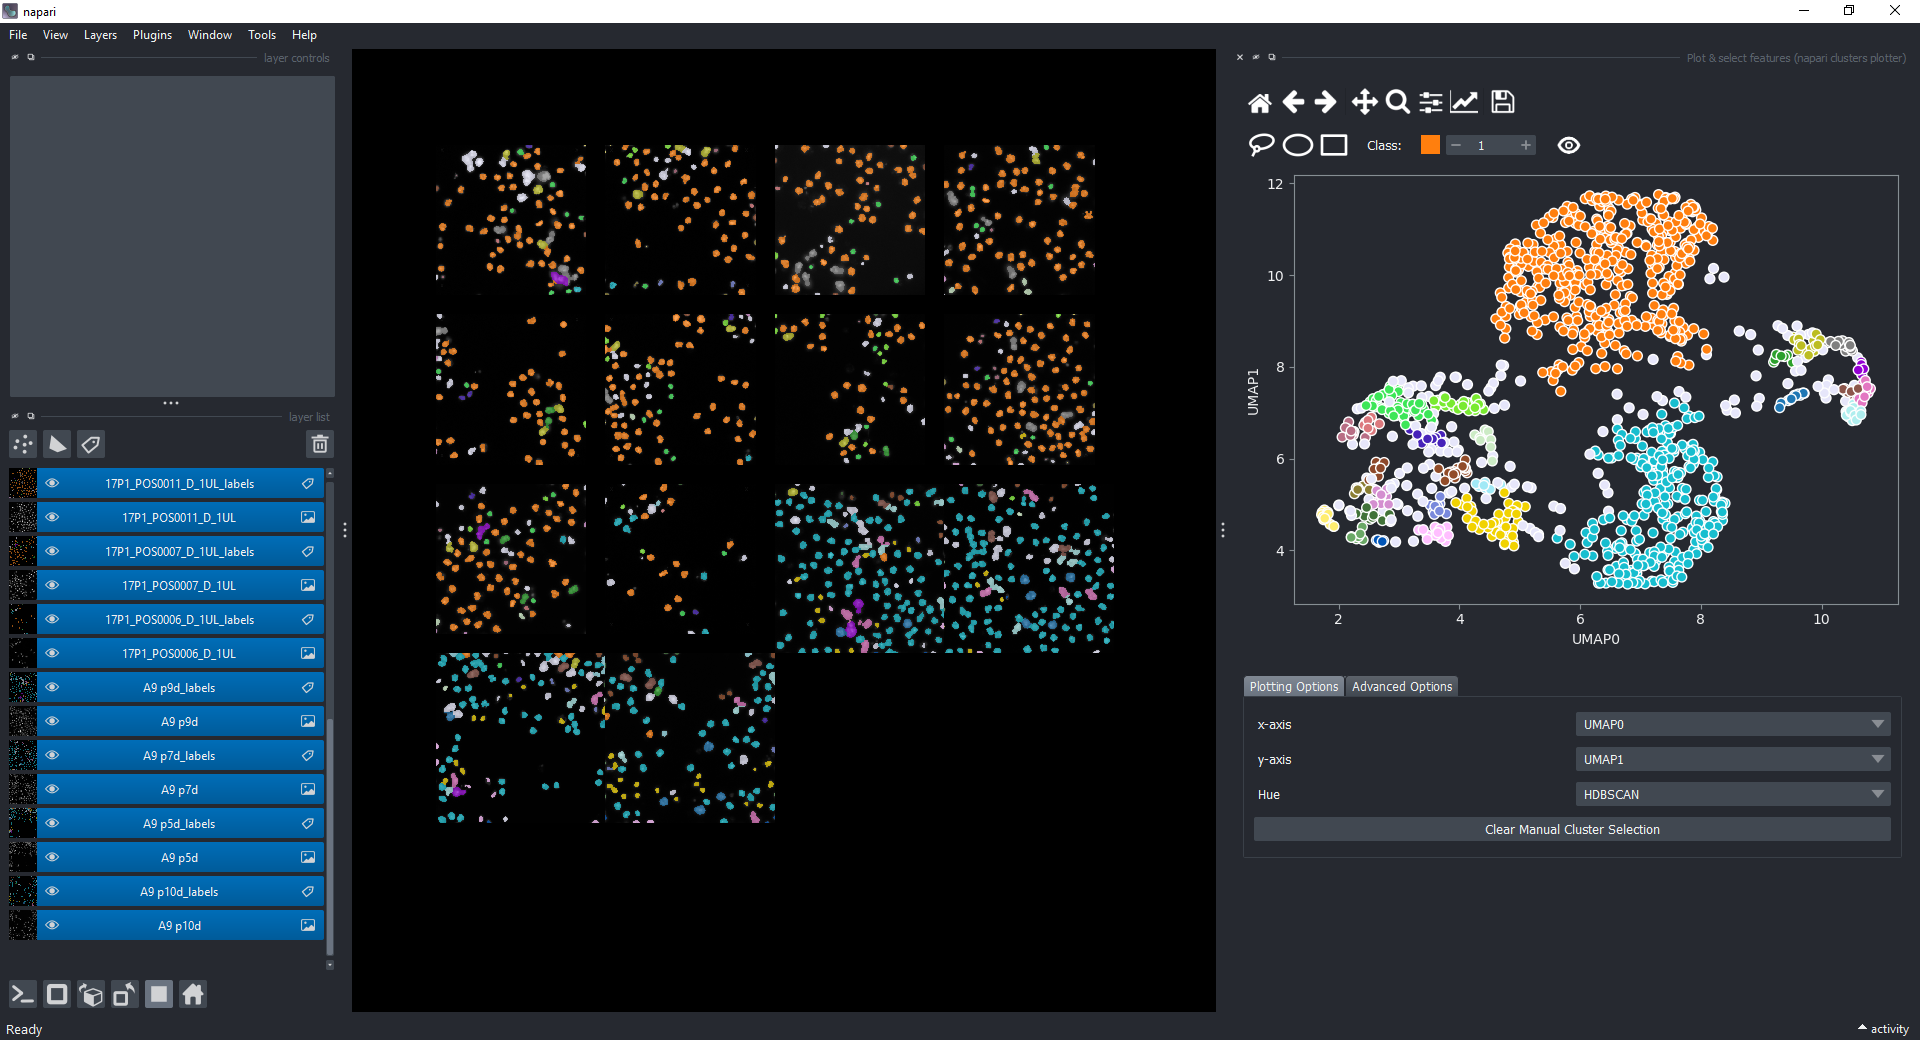 napari
File View Layers Plugins Window Tools Help
layer controls
layer list
17P1_POS0011_D_1UL_labels
17P1_POS0011_D_1UL
17P1_POS0007_D_1UL_labels
17P1_POS0007_D_1UL
17P1_POS0006_D_1UL_labels
17P1_POS0006_D_1UL
A9 p9d_labels
A9 p9d
A9 p7d_labels
A9 p7d
A9 p5d_labels
A9 p5d
A9 p10d_labels
A9 p10d
Ready
Plot & select features (napari clusters plotter)
Class: 1
12
10
8
6
4
UMAP1
2 4 6 8 10
UMAP0
Plotting Options Advanced Options
x-axis UMAP0
y-axis UMAP1
Hue HDBSCAN
Clear Manual Cluster Selection
activity